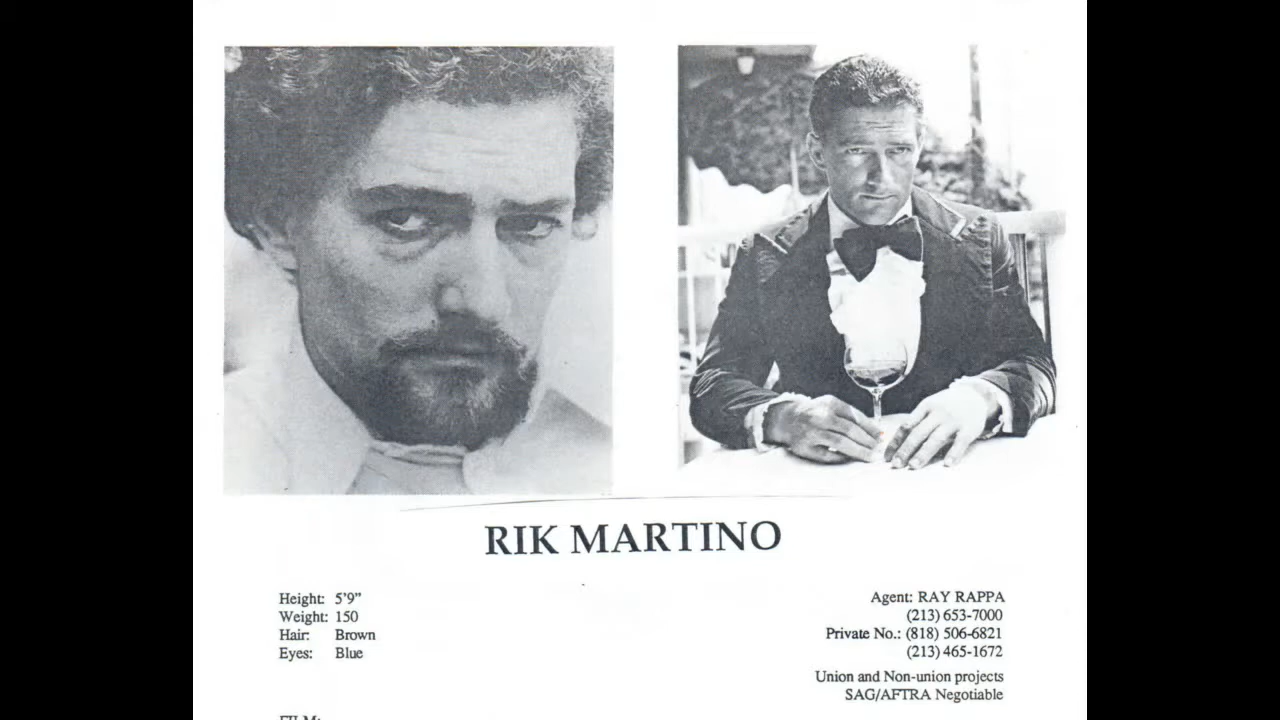 RIK MARTINO
Height: 5'9”
Weight: 150
Hair: Brown
Eyes: Blue
Agent: RAY RAPPA
(213) 653-7000
Private No.: (818) 506-6821
(213) 465-1672
Union and Non-union projects
SAG/AFTRA Negotiable
FILM: